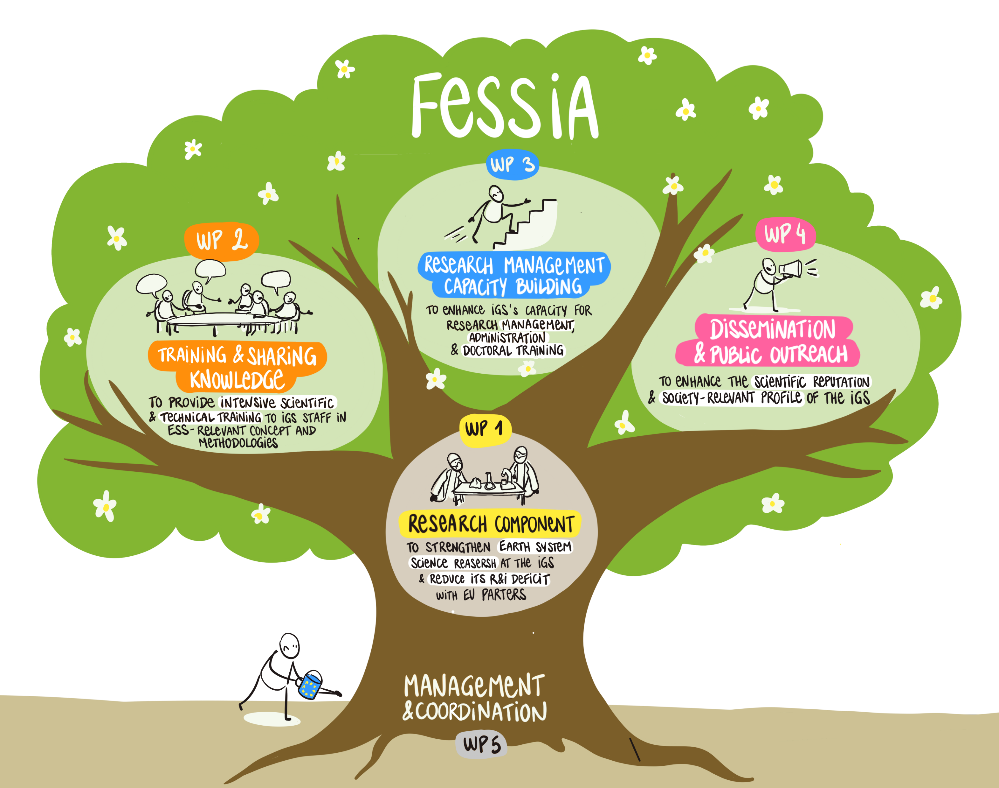 FeSSiA
WP 3
RESEARCH MANAGEMENT
CAPACITY BUILDING
TO ENHANCE iGS's CAPACITY FOR
RESEARCH MANAGEMENT,
ADMINISTRATION
& DOCTORAL TRAINING
WP 2
TRAINING & SHARING
KNOWLEDGE
TO PROVIDE INTENSIVE SCIENTIFIC
& TECHNICAL TRAINING TO iGS STAFF IN
ESS-RELEVANT CONCEPT AND
METHODOLOGIES
WP 4
DISSEMINATION
& PUBLIC OUTREACH
TO ENHANCE THE SCIENTIFIC REPUTATION
& SOCIETY-RELEVANT PROFILE OF THE iGS
WP 1
RESEARCH COMPONENT
TO STRENGTHEN EARTH SYSTEM
SCIENCE REASERSH AT THE iGS
& REDUCE ITS R&i DEFICIT
WITH EU PARTERS
MANAGEMENT
& COORDINATION
WP 5